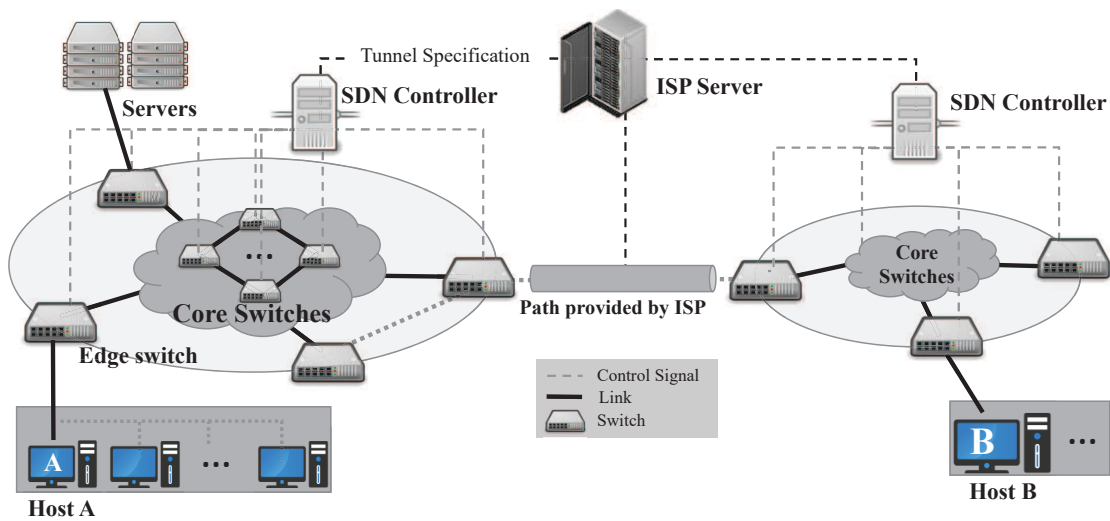 Tunnel Specification
ISP Server
SDN Controller
SDN Controller
Servers
...
Core
Switches
Core Switches
Path provided by ISP
Edge switch
Control Signal
Link
Switch
A
...
B
...
Host A
Host B